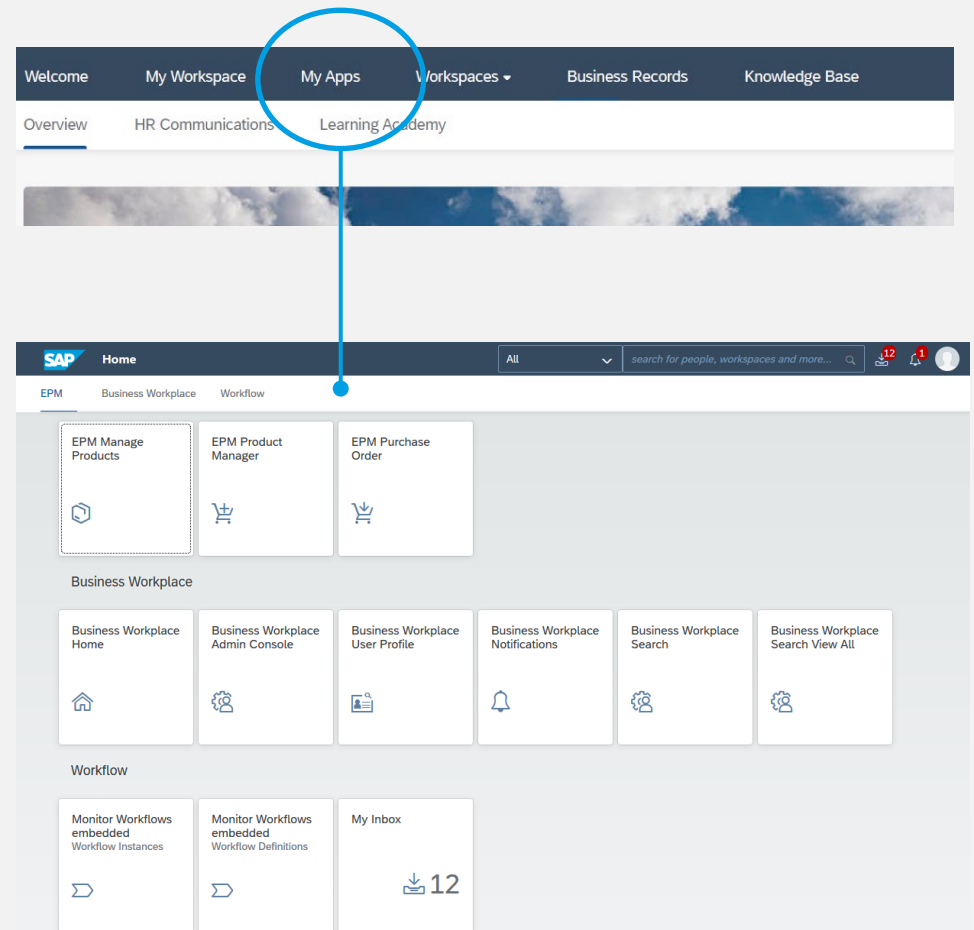 Welcome My Workspace My Apps Workspaces Business Records Knowledge Base
Overview HR Communications Learning Academy
SAP Home All search for people, workspaces and more... 12 1
EPM Business Workplace Workflow
EPM Manage
Products
EPM Product
Manager
EPM Purchase
Order
Business Workplace
Business Workplace
Home
Business Workplace
Admin Console
Business Workplace
User Profile
Business Workplace
Notifications
Business Workplace
Search
Business Workplace
Search View All
Workflow
Monitor Workflows
embedded
Workflow Instances
Monitor Workflows
embedded
Workflow Definitions
My Inbox
12